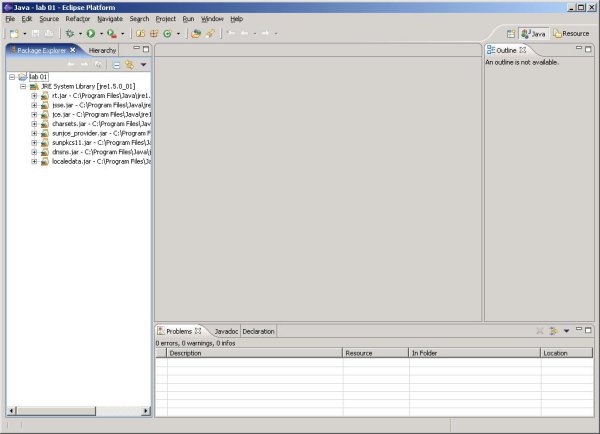 Java - lab 01 - Eclipse Platform
File Edit Source Refactor Navigate Search Project Run Window Help
Java Resource
Package Explorer Hierarchy
Outline
An outline is not available.
lab 01
JRE System Library [jre1.5.0_01]
rt.jar - C:\Program Files\Java\jre1.
jsse.jar - C:\Program Files\Java\jre
jce.jar - C:\Program Files\Java\jre1
charsets.jar - C:\Program Files\Java
sunjce_provider.jar - C:\Program File
sunpkcs11.jar - C:\Program Files\Ja
dnsns.jar - C:\Program Files\Java\j
localedata.jar - C:\Program Files\Ja
Problems Javadoc Declaration
0 errors, 0 warnings, 0 infos
Description Resource In Folder Location